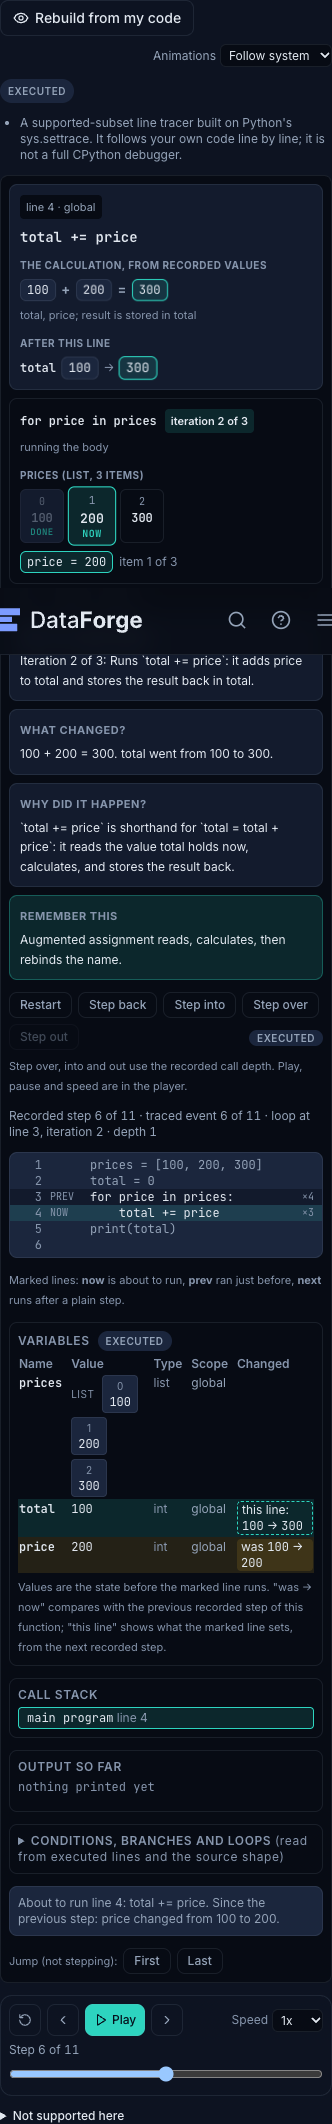 Rebuild from my code
Animations Follow system
EXECUTED
• A supported-subset line tracer built on Python's
sys.settrace. It follows your own code line by line; it is
not a full CPython debugger.
line 4 · global
total += price
THE CALCULATION, FROM RECORDED VALUES
100 + 200 = 300
total, price; result is stored in total
AFTER THIS LINE
total 100 → 300
for price in prices iteration 2 of 3
running the body
PRICES (LIST, 3 ITEMS)
0 1 2
100 200 300
DONE NOW
price = 200 item 1 of 3
DataForge
Iteration 2 of 3: Runs `total += price`: it adds price
to total and stores the result back in total.
WHAT CHANGED?
100 + 200 = 300. total went from 100 to 300.
WHY DID IT HAPPEN?
`total += price` is shorthand for `total = total +
price`: it reads the value total holds now,
calculates, and stores the result back.
REMEMBER THIS
Augmented assignment reads, calculates, then
rebinds the name.
Restart Step back Step into Step over
Step out EXECUTED
Step over, into and out use the recorded call depth. Play,
pause and speed are in the player.
Recorded step 6 of 11 · traced event 6 of 11 · loop at
line 3, iteration 2 · depth 1
1 prices = [100, 200, 300]
2 total = 0
3 PREV for price in prices: ×4
4 NOW total += price ×3
5 print(total)
6
Marked lines: now is about to run, prev ran just before, next
runs after a plain step.
VARIABLES EXECUTED
Name Value Type Scope Changed
prices LIST 0 100 list global
1
200
2
300
total 100 int global this line:
100 → 300
price 200 int global was 100 →
200
Values are the state before the marked line runs. "was →
now" compares with the previous recorded step of this
function; "this line" shows what the marked line sets,
from the next recorded step.
CALL STACK
main program line 4
OUTPUT SO FAR
nothing printed yet
▶ CONDITIONS, BRANCHES AND LOOPS (read
from executed lines and the source shape)
About to run line 4: total += price. Since the
previous step: price changed from 100 to 200.
Jump (not stepping): First Last
Play Speed 1x
Step 6 of 11
▶ Not supported here